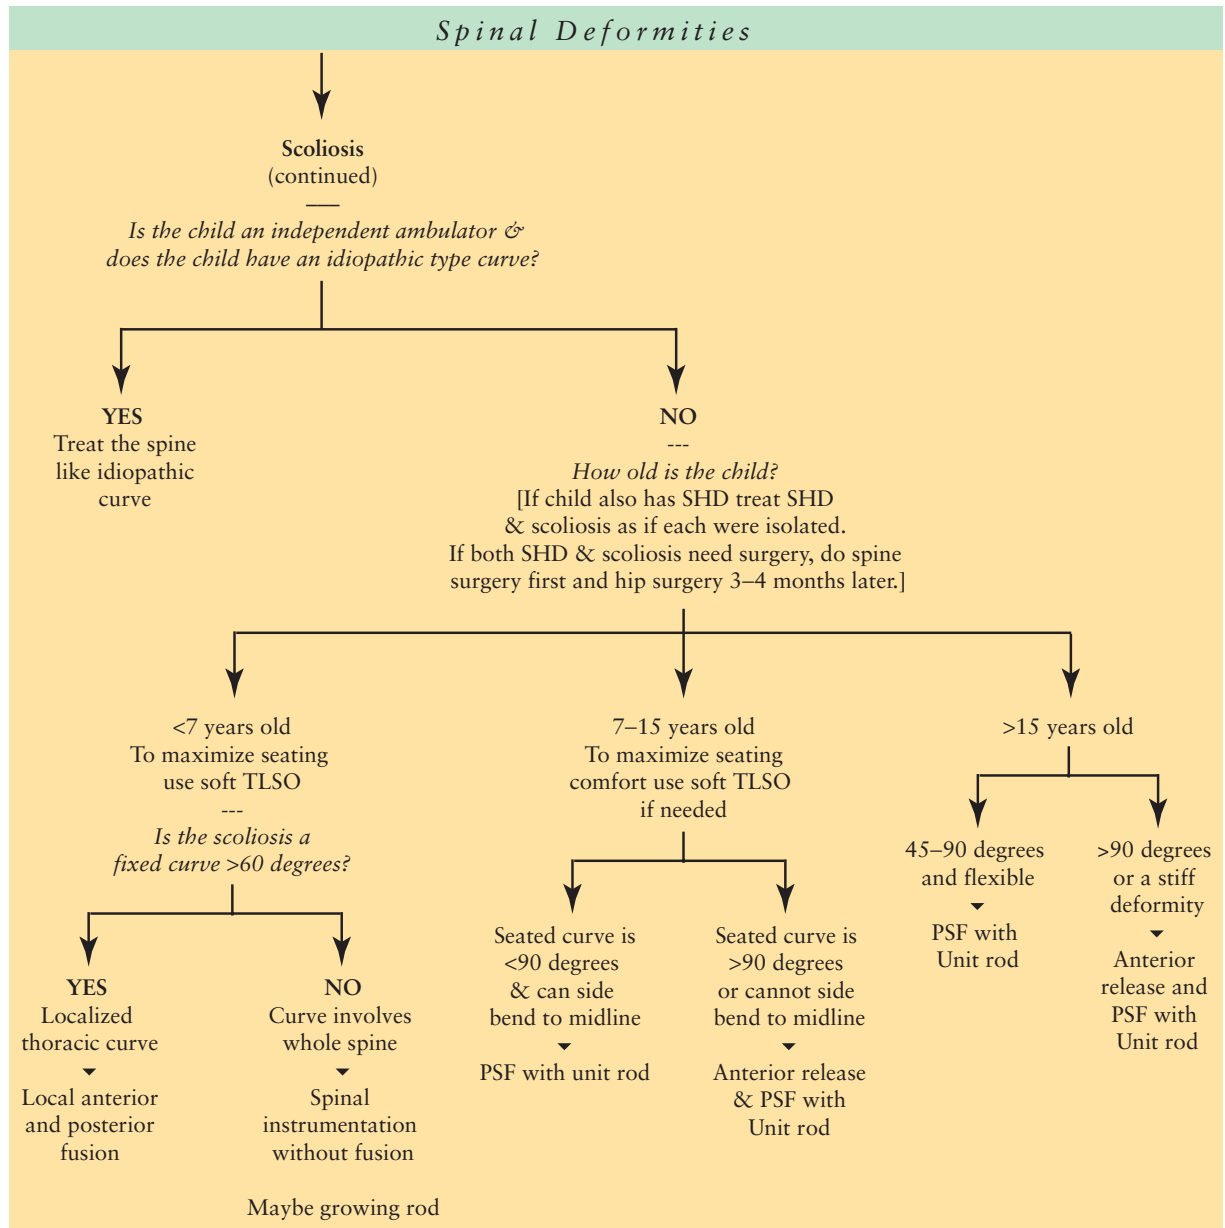 Spinal Deformities
Scoliosis
(continued)
Is the child an independent ambulator &
does the child have an idiopathic type curve?
YES
Treat the spine
like idiopathic
curve
NO
---
How old is the child?
[If child also has SHD treat SHD
& scoliosis as if each were isolated.
If both SHD & scoliosis need surgery, do spine
surgery first and hip surgery 3–4 months later.]
<7 years old
To maximize seating
use soft TLSO
---
Is the scoliosis a
fixed curve >60 degrees?
YES
Localized
thoracic curve
Local anterior
and posterior
fusion
NO
Curve involves
whole spine
Spinal
instrumentation
without fusion
Maybe growing rod
7–15 years old
To maximize seating
comfort use soft TLSO
if needed
Seated curve is
<90 degrees
& can side
bend to midline
PSF with unit rod
Seated curve is
>90 degrees
or cannot side
bend to midline
Anterior release
& PSF with
Unit rod
>15 years old
45–90 degrees
and flexible
PSF with
Unit rod
>90 degrees
or a stiff
deformity
Anterior
release and
PSF with
Unit rod